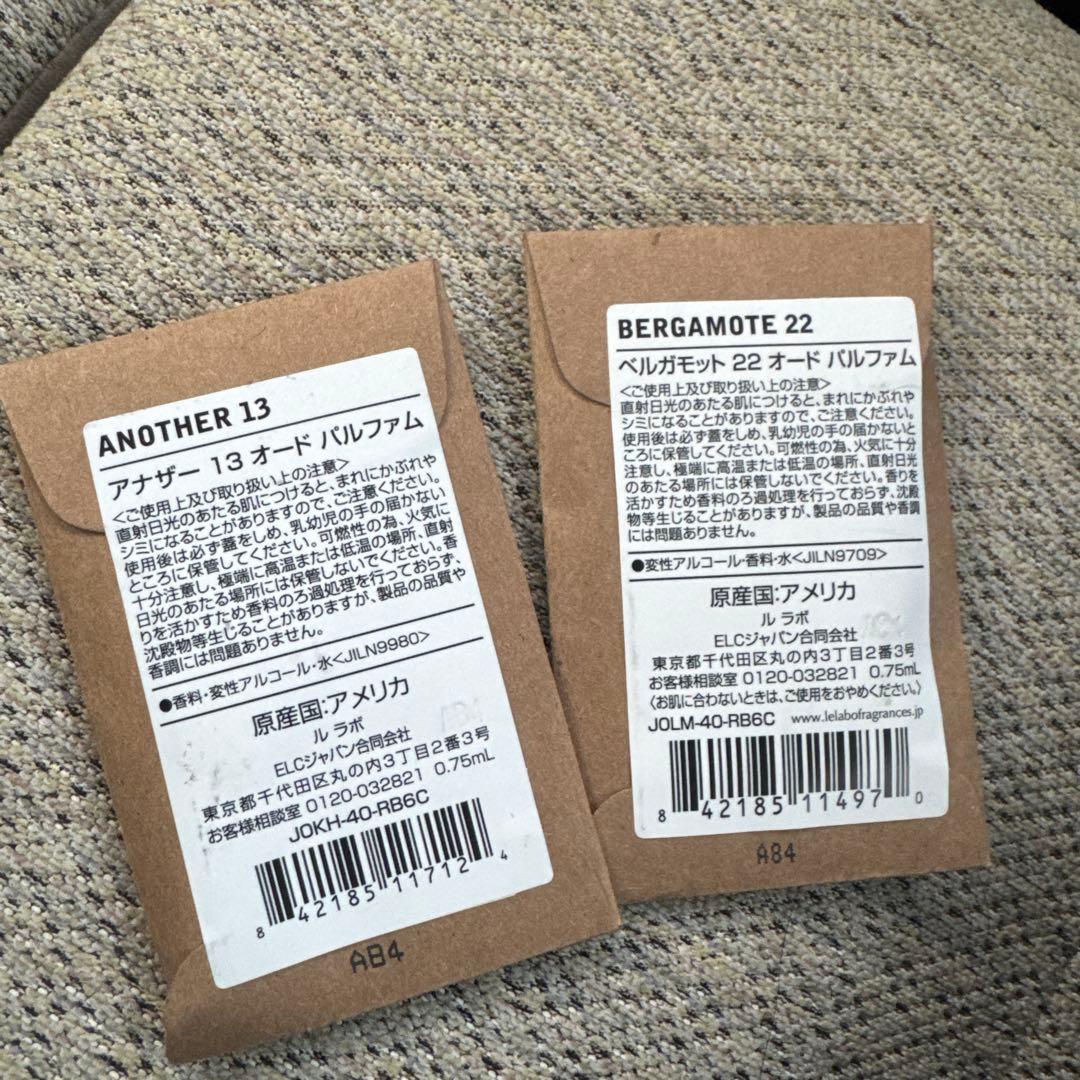 ANOTHER 13
アナザー 13 オード パルファム
<ご使用上及び取り扱い上の注意>
直射日光のあたる肌につけると、まれにかぶれや
シミになることがありますので、ご注意ください。
使用後は必ず蓋をしめ、乳幼児の手の届かない
ところに保管してください。可燃性の為、火気に
十分注意し、極端に高温または低温の場所、直射
日光のあたる場所には保管しないでください。香
りを活かすため香料のろ過処理を行っておらず、
沈殿物等生じることがありますが、製品の品質や
香調には問題ありません。
●香料・変性アルコール・水<JILN9980>
原産国:アメリカ
ル ラボ
ELCジャパン合同会社
東京都千代田区丸の内3丁目2番3号
お客様相談室 0120-032821 0.75mL
J0KH-40-RB6C
8 42185 11712 4
A84
BERGAMOTE 22
ベルガモット 22 オード パルファム
<ご使用上及び取り扱い上の注意>
直射日光のあたる肌につけると、まれにかぶれや
シミになることがありますので、ご注意ください。
使用後は必ず蓋をしめ、乳幼児の手の届かないと
ころに保管してください。可燃性の為、火気に十分
注意し、極端に高温または低温の場所、直射日光
のあたる場所には保管しないでください。香りを
活かすため香料のろ過処理を行っておらず、沈殿
物等生じることがありますが、製品の品質や香調
には問題ありません。
●変性アルコール・香料・水<JILN9709>
原産国:アメリカ
ル ラボ
ELCジャパン合同会社
東京都千代田区丸の内3丁目2番3号
お客様相談室 0120-032821 0.75mL
〈お肌に合わないときは、ご使用をおやめください。〉
J0LM-40-RB6C www.lelabofragrances.jp
8 42185 11497 0
A84